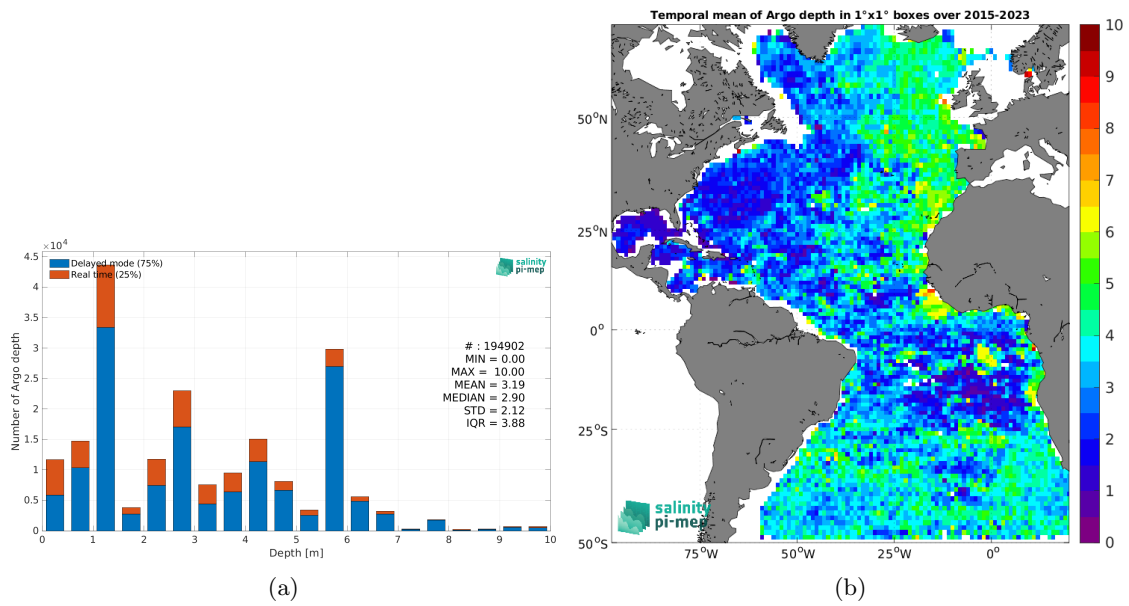 ×10⁴
4.5
4
3.5
3
2.5
2
1.5
1
0.5
0
Number of Argo depth
Delayed mode (75%)
Real time (25%)
salinity
pi-mep
# : 194902
MIN = 0.00
MAX = 10.00
MEAN = 3.19
MEDIAN = 2.90
STD = 2.12
IQR = 3.88
0 1 2 3 4 5 6 7 8 9 10
Depth [m]
(a)
Temporal mean of Argo depth in 1°x1° boxes over 2015-2023
50°N
25°N
0°
25°S
50°S
75°W 50°W 25°W 0°
salinity
pi-mep
10
9
8
7
6
5
4
3
2
1
0
(b)